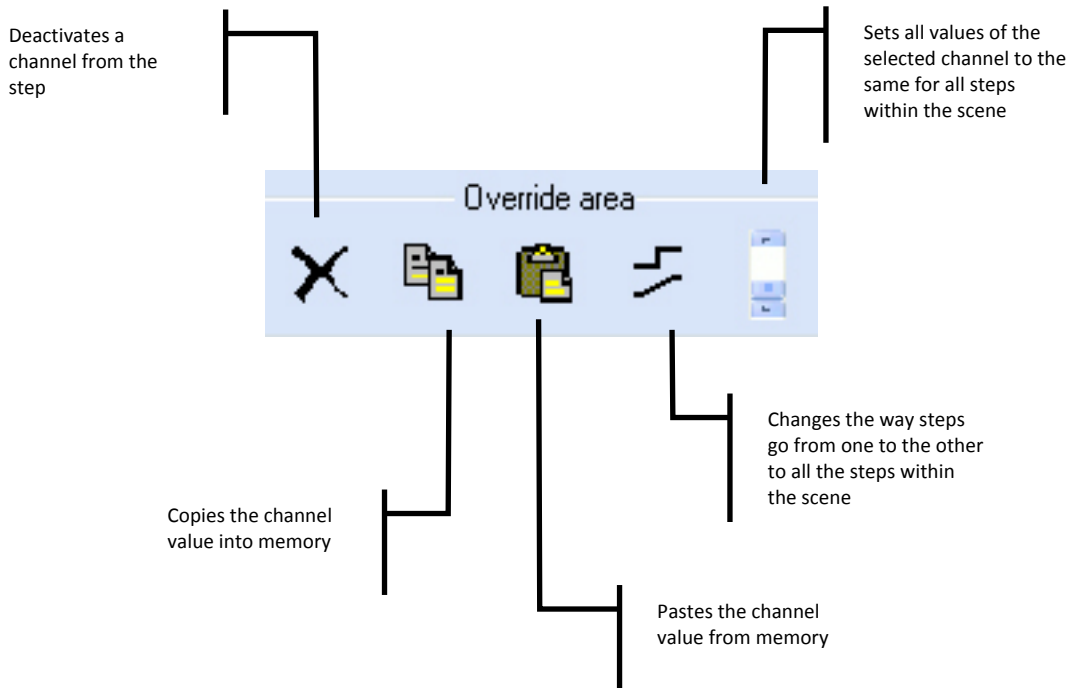 Deactivates a
channel from the
step
Sets all values of the
selected channel to the
same for all steps
within the scene
Override area
Changes the way steps
go from one to the other
to all the steps within
the scene
Copies the channel
value into memory
Pastes the channel
value from memory